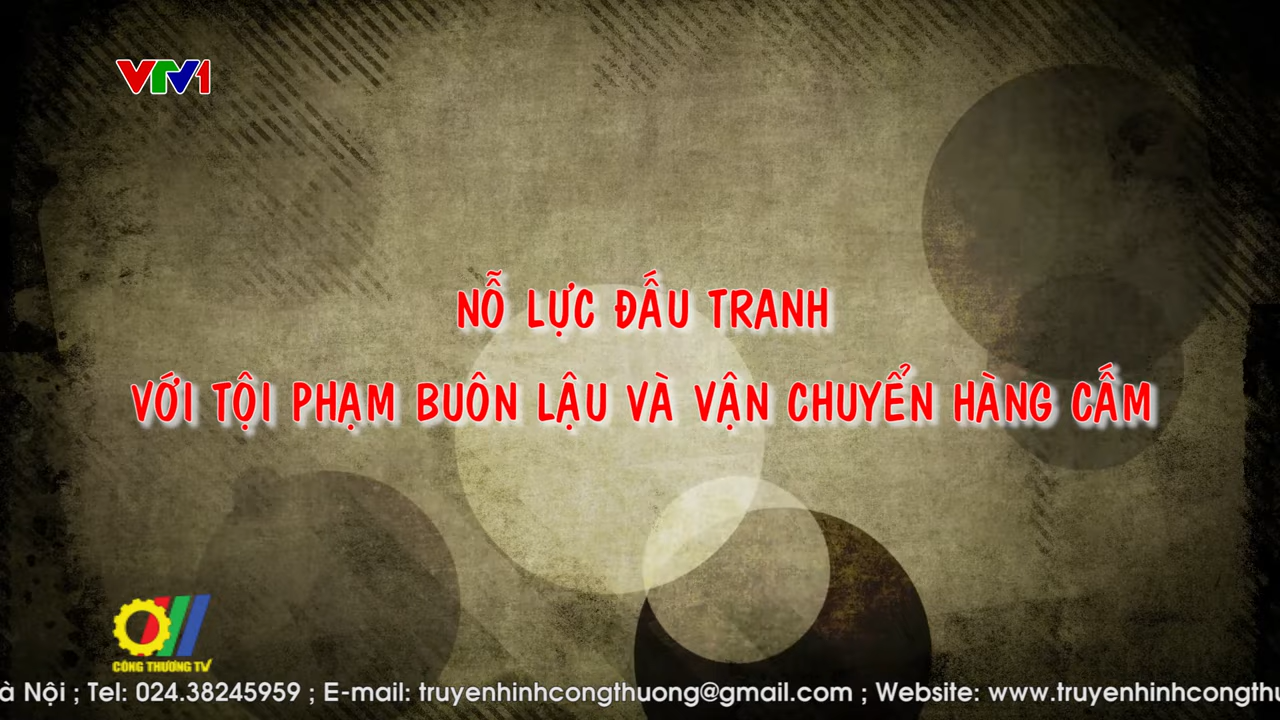 VTV1
NỖ LỰC ĐẤU TRANH
VỚI TỘI PHẠM BUÔN LẬU VÀ VẬN CHUYỂN HÀNG CẤM
CÔNG THƯƠNG TV
Nội ; Tel: 024.38245959 ; E-mail: truyenhinhcongthuong@gmail.com ; Website: www.truyenhinhcongthu